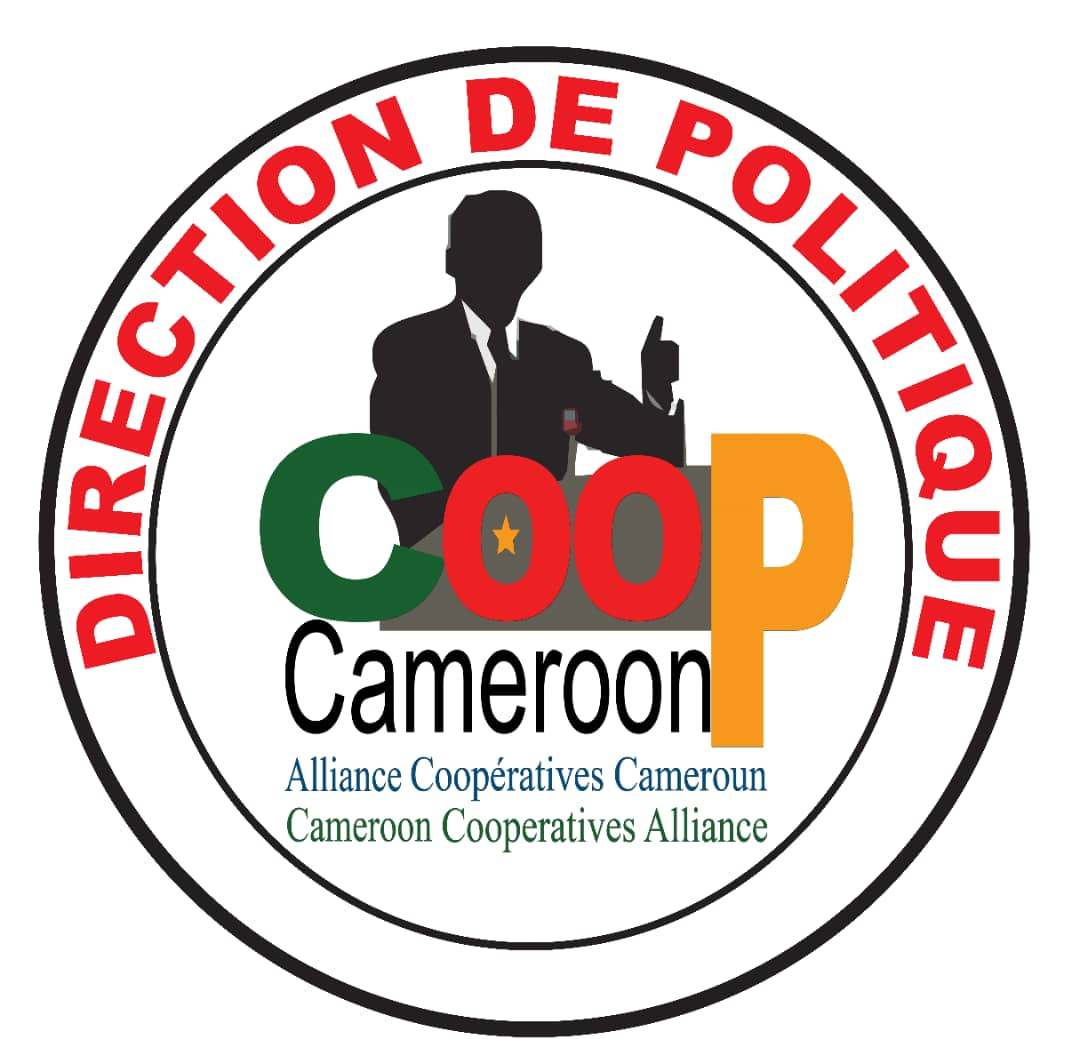 DIRECTION DE POLITIQUE
coop
Cameroon
Alliance Coopératives Cameroun
Cameroon Cooperatives Alliance